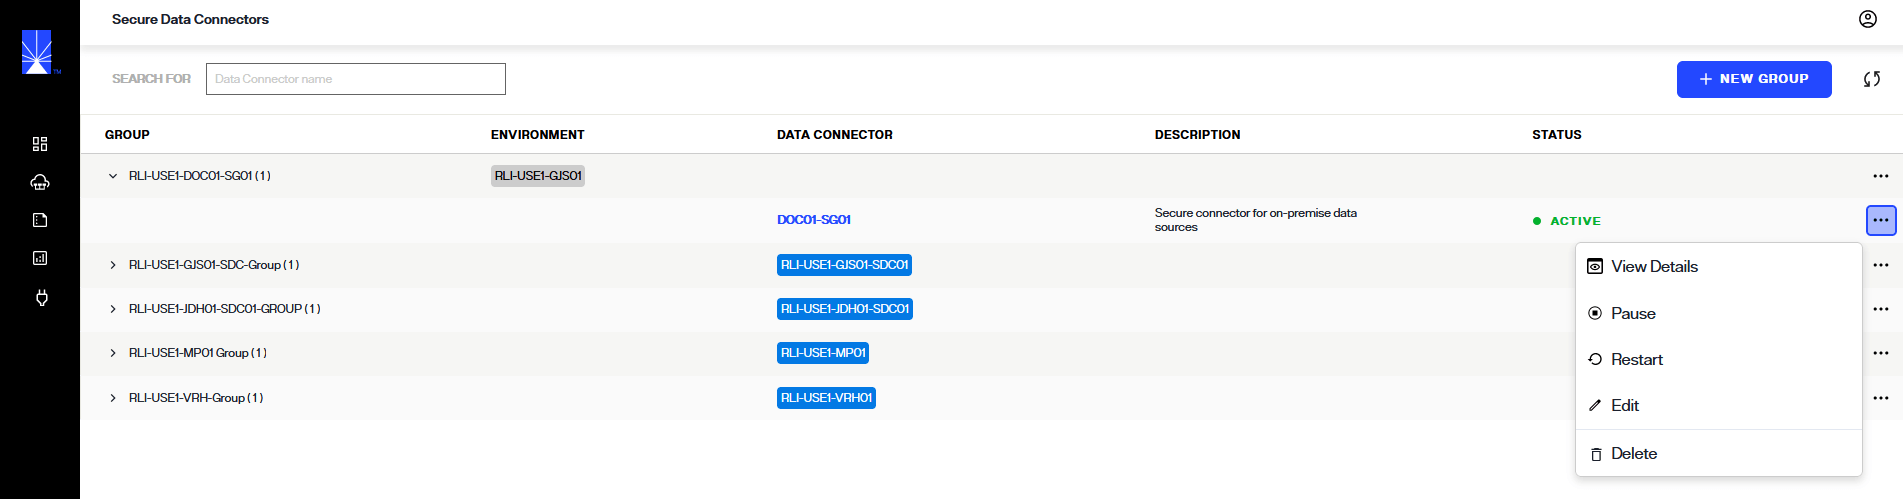 Secure Data Connectors
TM
SEARCH FOR Data Connector name
+ NEW GROUP
GROUP ENVIRONMENT DATA CONNECTOR DESCRIPTION STATUS
RLI-USE1-DOC01-SG01 (1) RLI-USE1-GJS01
DOC01-SG01 Secure connector for on-premise data
sources
ACTIVE
RLI-USE1-GJS01-SDC-Group (1) RLI-USE1-GJS01-SDC01
RLI-USE1-JDH01-SDC01-GROUP (1) RLI-USE1-JDH01-SDC01
RLI-USE1-MP01 Group (1) RLI-USE1-MP01
RLI-USE1-VRH-Group (1) RLI-USE1-VRH01
View Details
Pause
Restart
Edit
Delete